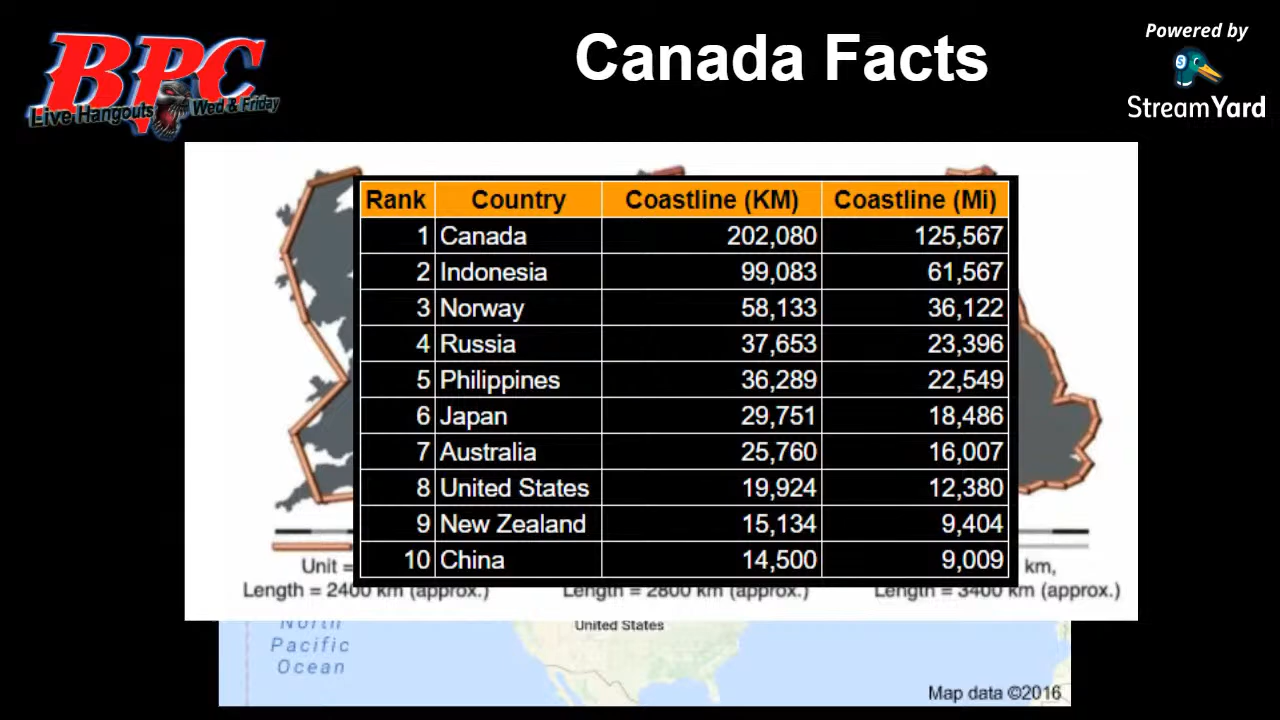 BPC
Live Hangouts Wed & Friday
Canada Facts
Powered by
StreamYard
Rank Country Coastline (KM) Coastline (Mi)
1 Canada 202,080 125,567
2 Indonesia 99,083 61,567
3 Norway 58,133 36,122
4 Russia 37,653 23,396
5 Philippines 36,289 22,549
6 Japan 29,751 18,486
7 Australia 25,760 16,007
8 United States 19,924 12,380
9 New Zealand 15,134 9,404
10 China 14,500 9,009
Unit = km,
Length = 2400 km (approx.) Length = 2800 km (approx.) Length = 3400 km (approx.)
North
Pacific
Ocean
United States
Map data ©2016